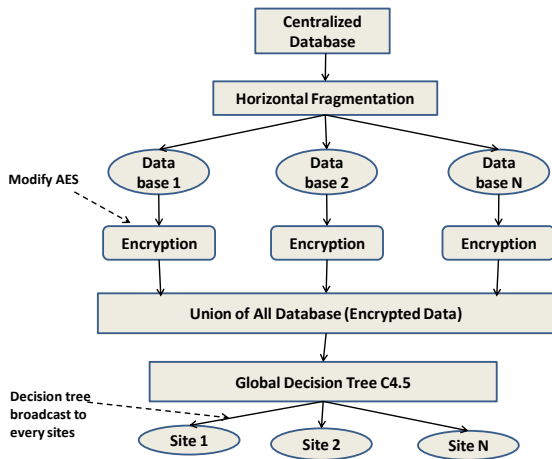 Centralized
Database
Horizontal Fragmentation
Data
base 1
Data
base 2
Data
base N
Modify AES
Encryption
Encryption
Encryption
Union of All Database (Encrypted Data)
Global Decision Tree C4.5
Decision tree
broadcast to
every sites
Site 1
Site 2
Site N